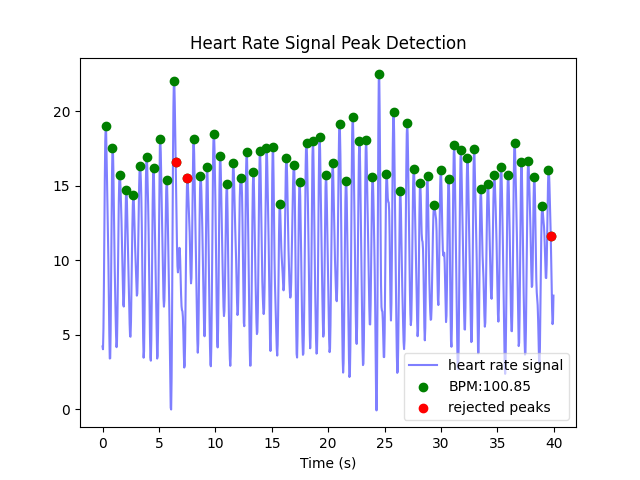 Heart Rate Signal Peak Detection
20
15
10
5
0
heart rate signal
BPM:100.85
rejected peaks
0 5 10 15 20 25 30 35 40
Time (s)